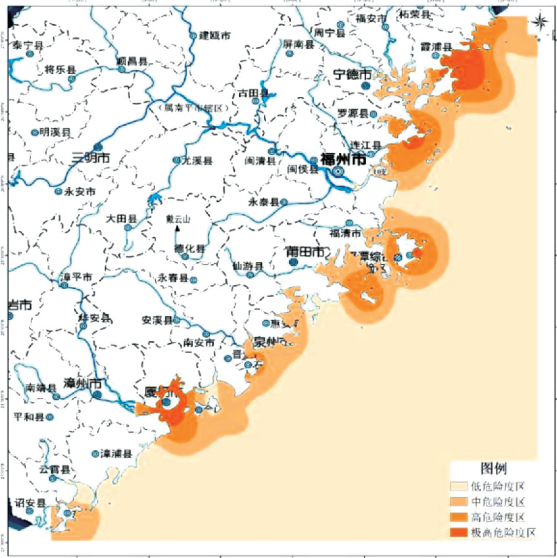 柘荣县
福安市
周宁县
建瓯市
霞浦县
屏南县
泰宁县
顺昌县
将乐县
宁德市
古田县
(属南平市辖区)
罗源县
明溪县
连江县
三明市
尤溪县
闽清县
福州市
闽侯县
永安市
永泰县
大田县
戴云山
福清市
德化县
莆田市
仙游县
漳平市
永春县
岩市
华安县
安溪县
惠安
南安市
泉州
晋
南靖县
漳州市
厦门
平和县
漳浦县
云霄县
诏安县
图例
低危险度区
中危险度区
高危险度区
极高危险度区